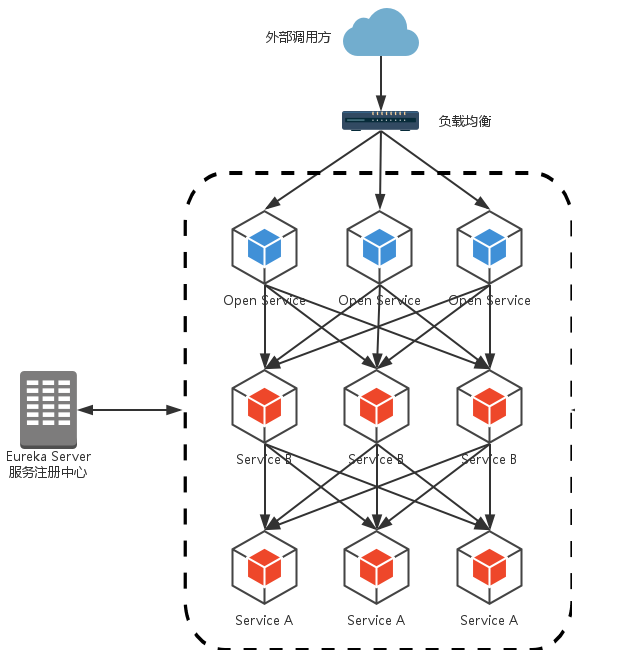 外部调用方
负载均衡
Open Service
Open Service
Open Service
Eureka Server
服务注册中心
Service B
Service B
Service B
Service A
Service A
Service A